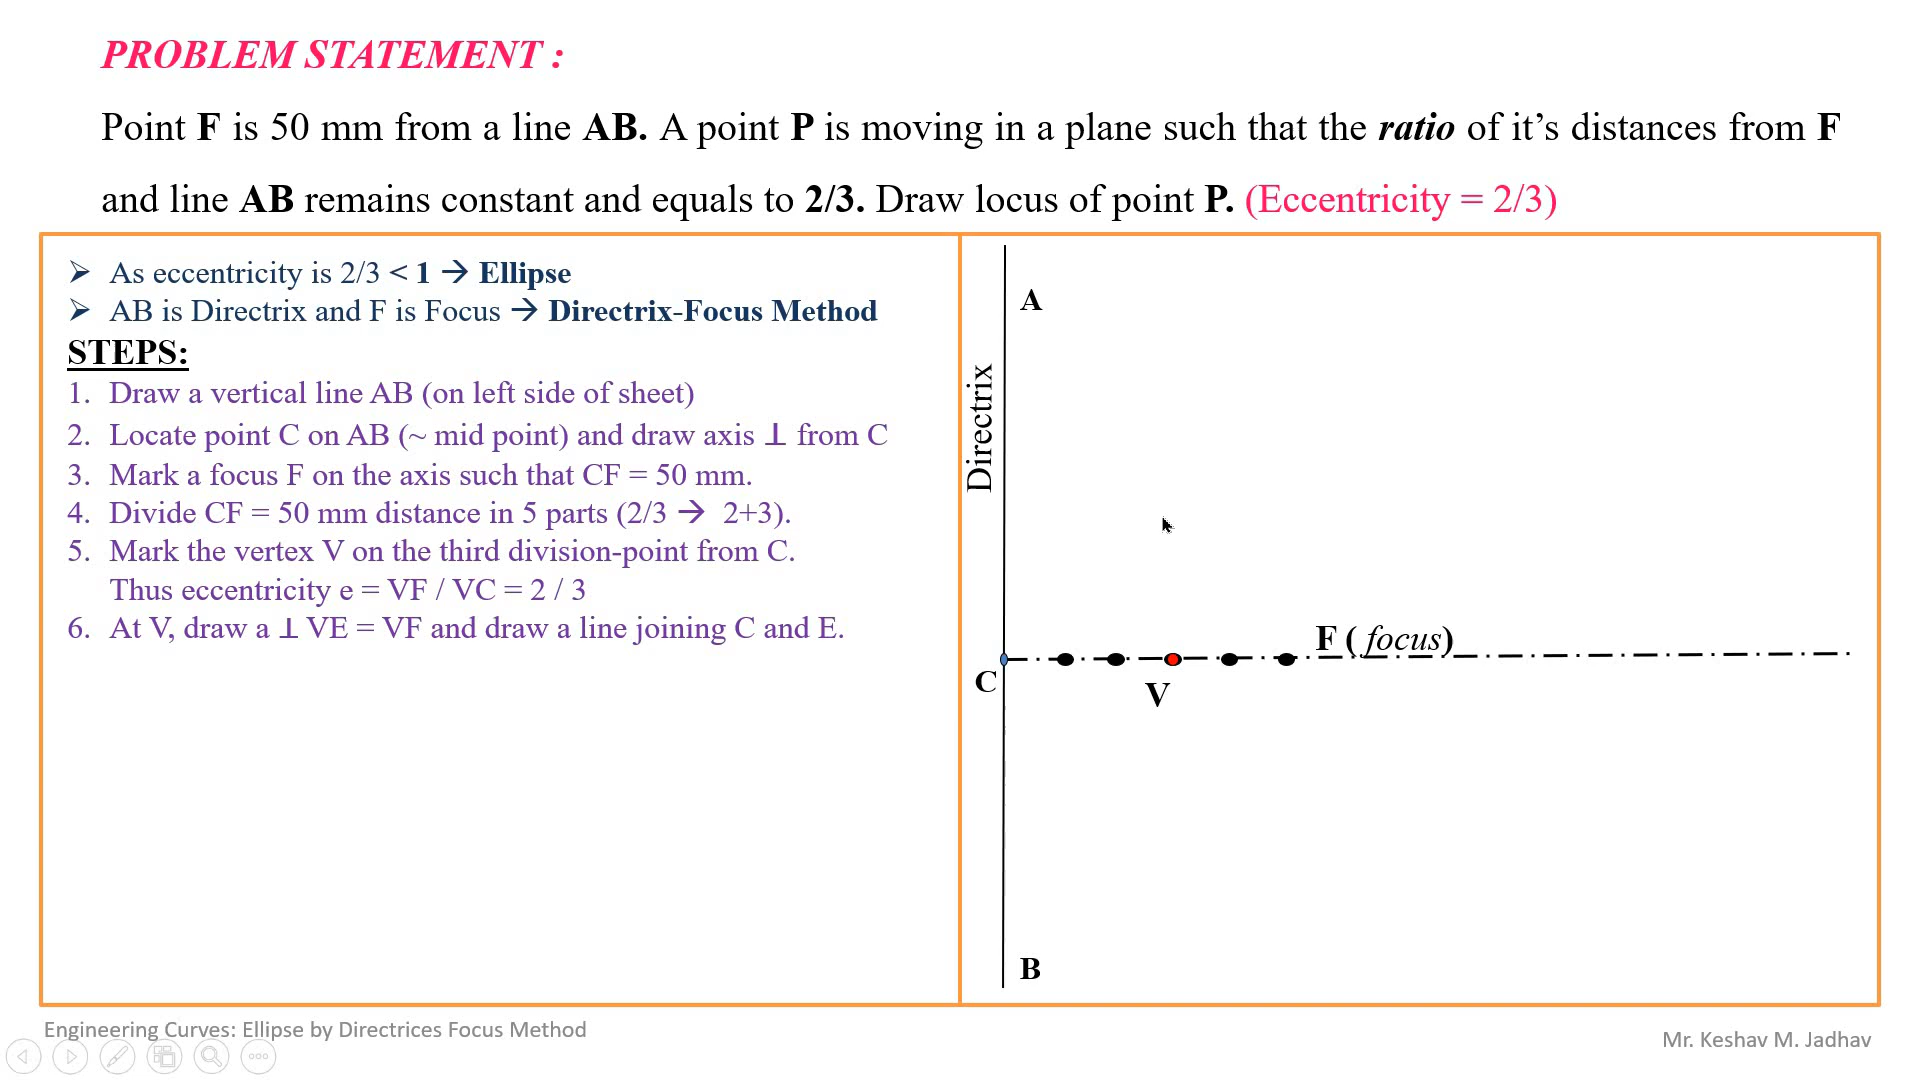 PROBLEM STATEMENT :
Point F is 50 mm from a line AB. A point P is moving in a plane such that the ratio of it’s distances from F
and line AB remains constant and equals to 2/3. Draw locus of point P. (Eccentricity = 2/3)
➢ As eccentricity is 2/3 < 1 → Ellipse
➢ AB is Directrix and F is Focus → Directrix-Focus Method
STEPS:
1. Draw a vertical line AB (on left side of sheet)
2. Locate point C on AB (~ mid point) and draw axis ⊥ from C
3. Mark a focus F on the axis such that CF = 50 mm.
4. Divide CF = 50 mm distance in 5 parts (2/3 → 2+3).
5. Mark the vertex V on the third division-point from C.
Thus eccentricity e = VF / VC = 2 / 3
6. At V, draw a ⊥ VE = VF and draw a line joining C and E.
A
Directrix
F ( focus)
C
V
B
Engineering Curves: Ellipse by Directrices Focus Method
Mr. Keshav M. Jadhav